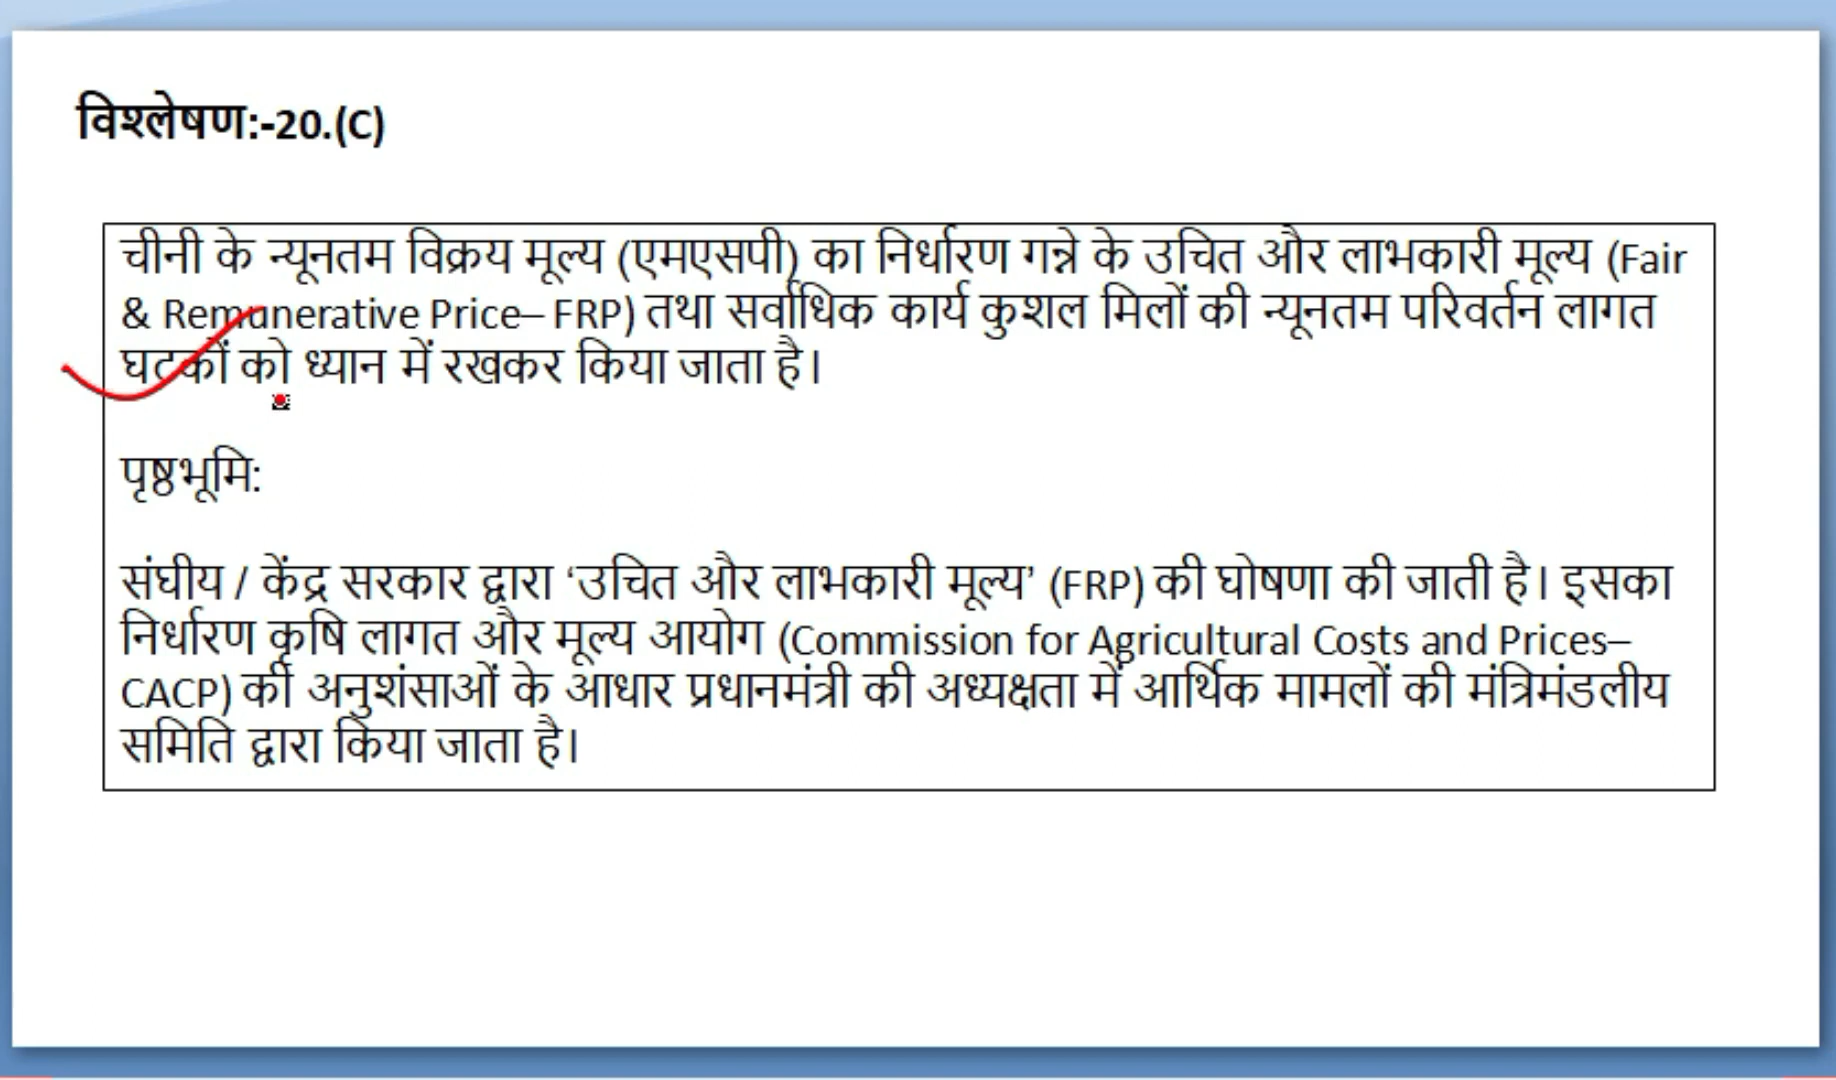 विश्लेषण:-20.(C)
चीनी के न्यूनतम विक्रय मूल्य (एमएसपी) का निर्धारण गन्ने के उचित और लाभकारी मूल्य (Fair
& Remunerative Price– FRP) तथा सर्वाधिक कार्य कुशल मिलों की न्यूनतम परिवर्तन लागत
घटकों को ध्यान में रखकर किया जाता है।
पृष्ठभूमि:
संघीय / केंद्र सरकार द्वारा ‘उचित और लाभकारी मूल्य’ (FRP) की घोषणा की जाती है। इसका
निर्धारण कृषि लागत और मूल्य आयोग (Commission for Agricultural Costs and Prices–
CACP) की अनुशंसाओं के आधार प्रधानमंत्री की अध्यक्षता में आर्थिक मामलों की मंत्रिमंडलीय
समिति द्वारा किया जाता है।